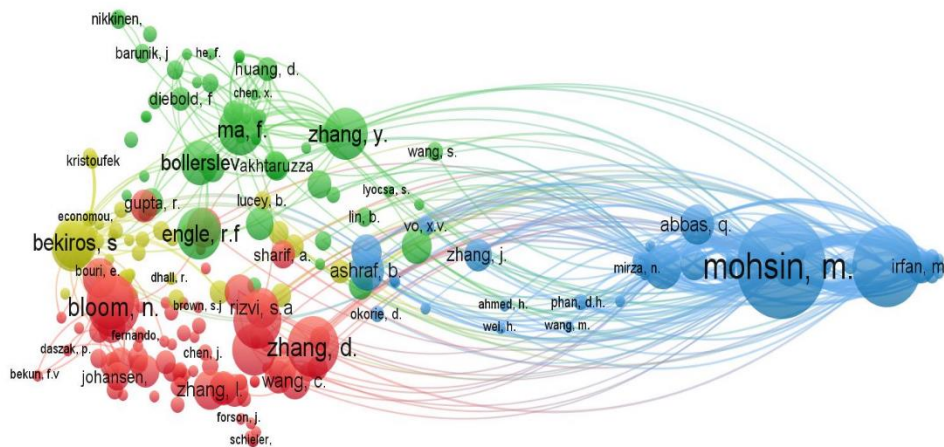 nikkinen,
barunik, j
he, f.
huang, d.
diebold, f
chen, x.
ma, f.
zhang, y.
kristoufek
bollerslev
akhtaruzza
wang, s.
lyocsa, s.
gupta, r.
lucey, b.
economou,
lin, b.
vo, x.v.
abbas, q.
bekiros, s
engle, r.f
sharif, a.
zhang, j.
bouri, e.
dhall, r.
ashraf, b.
mirza, n.
mohsin, m.
irfan, m
bloom, n.
brown, s.j
rizvi, s.a
okorie, d.
ahmed, h.
phan, d.h.
wei, h.
wang, m.
fernando,
daszak, p.
chen, j.
zhang, d.
bekun, f.v
johansen,
zhang, l.
wang, c.
forson, j.
schieler,